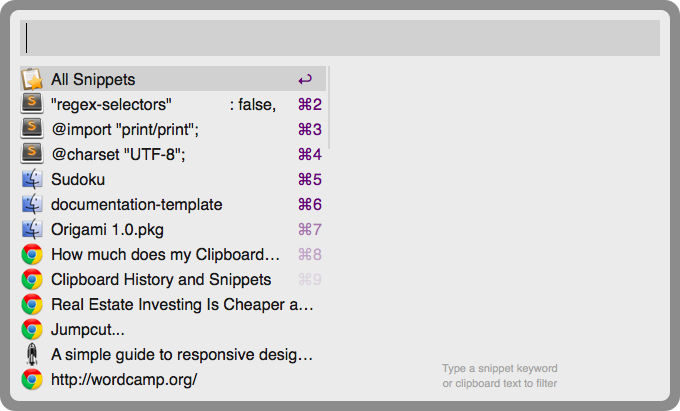 All Snippets ↩
"regex-selectors" : false, ⌘2
@import "print/print"; ⌘3
@charset "UTF-8"; ⌘4
Sudoku ⌘5
documentation-template ⌘6
Origami 1.0.pkg ⌘7
How much does my Clipboard… ⌘8
Clipboard History and Snippets ⌘9
Real Estate Investing Is Cheaper a…
Jumpcut...
A simple guide to responsive desig…
http://wordcamp.org/
Type a snippet keyword
or clipboard text to filter